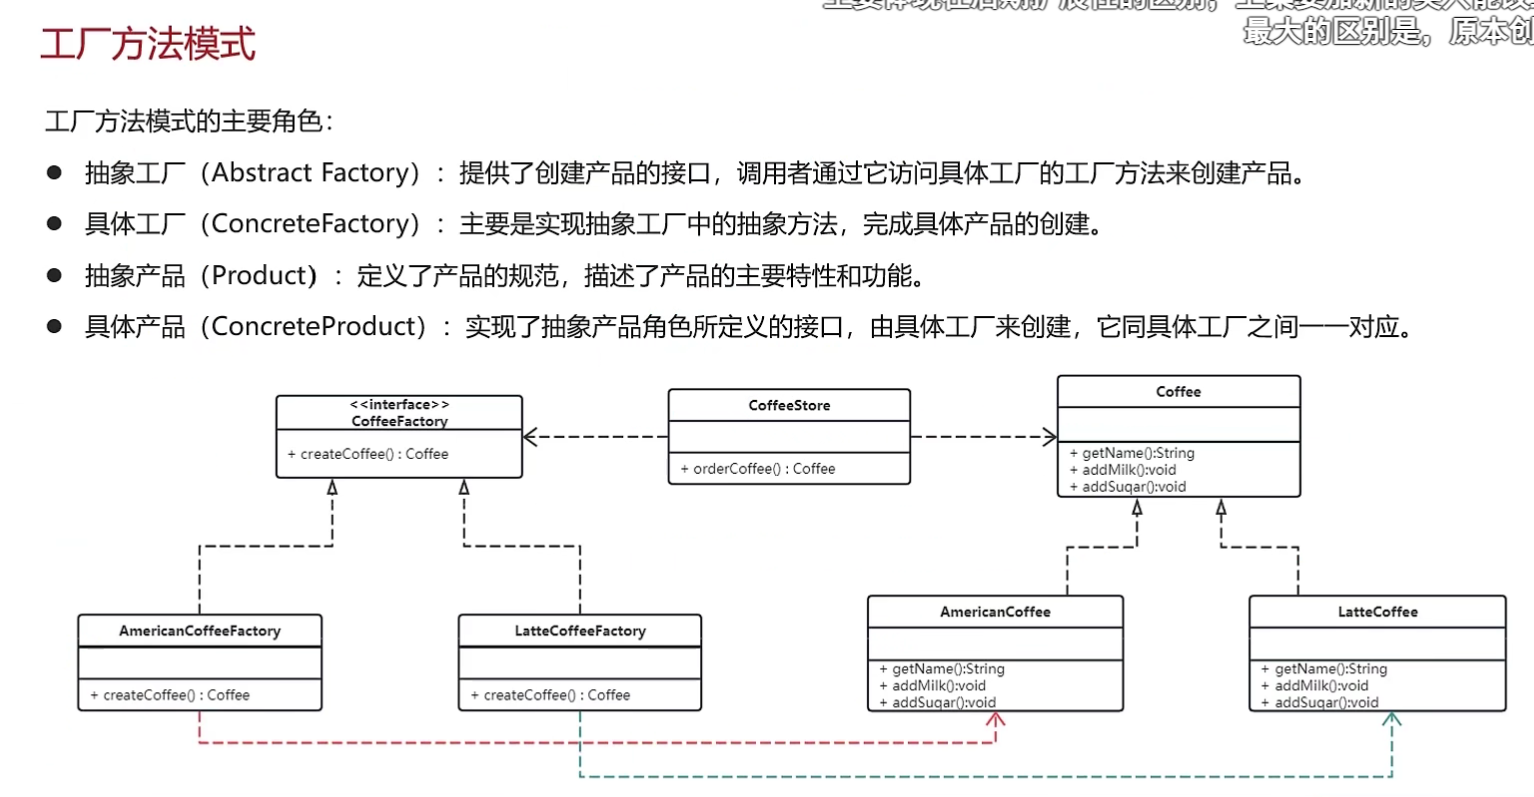 最大的区别是，原本创
工厂方法模式
工厂方法模式的主要角色：
● 抽象工厂（Abstract Factory）：提供了创建产品的接口，调用者通过它访问具体工厂的工厂方法来创建产品。
● 具体工厂（ConcreteFactory）：主要是实现抽象工厂中的抽象方法，完成具体产品的创建。
● 抽象产品（Product）：定义了产品的规范，描述了产品的主要特性和功能。
● 具体产品（ConcreteProduct）：实现了抽象产品角色所定义的接口，由具体工厂来创建，它同具体工厂之间一一对应。
<<interface>>
CoffeeFactory
+ createCoffee() : Coffee
CoffeeStore
+ orderCoffee() : Coffee
Coffee
+ getName():String
+ addMilk():void
+ addSuqar():void
AmericanCoffeeFactory
+ createCoffee() : Coffee
LatteCoffeeFactory
+ createCoffee() : Coffee
AmericanCoffee
+ getName():String
+ addMilk():void
+ addSuqar():void
LatteCoffee
+ getName():String
+ addMilk():void
+ addSuqar():void